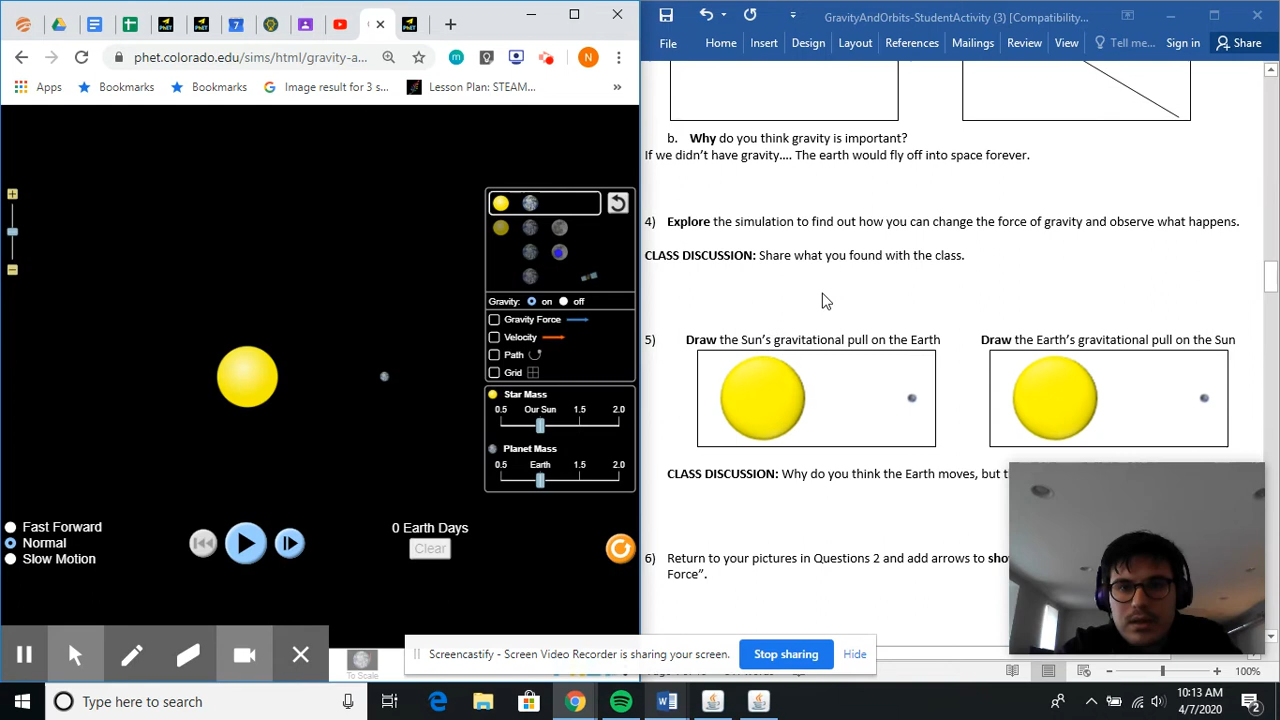 phet.colorado.edu/sims/html/gravity-a...
N
Apps
Bookmarks
Bookmarks
Image result for 3 s...
Lesson Plan: STEAM...
»
Gravity: on off
Gravity Force
Velocity
Path
Grid
Star Mass
0.5 Our Sun 1.5 2.0
Planet Mass
0.5 Earth 1.5 2.0
Fast Forward
Normal
Slow Motion
0 Earth Days
Clear
To Scale
GravityAndOrbits-StudentActivity (3) [Compatibility...
File Home Insert Design Layout References Mailings Review View Tell me... Sign in Share
b. Why do you think gravity is important?
If we didn’t have gravity…. The earth would fly off into space forever.
4) Explore the simulation to find out how you can change the force of gravity and observe what happens.
CLASS DISCUSSION: Share what you found with the class.
5) Draw the Sun’s gravitational pull on the Earth Draw the Earth’s gravitational pull on the Sun
CLASS DISCUSSION: Why do you think the Earth moves, but
6) Return to your pictures in Questions 2 and add arrows to
Force”.
100%
Screencastify - Screen Video Recorder is sharing your screen. Stop sharing Hide
Type here to search
10:13 AM
4/7/2020
2